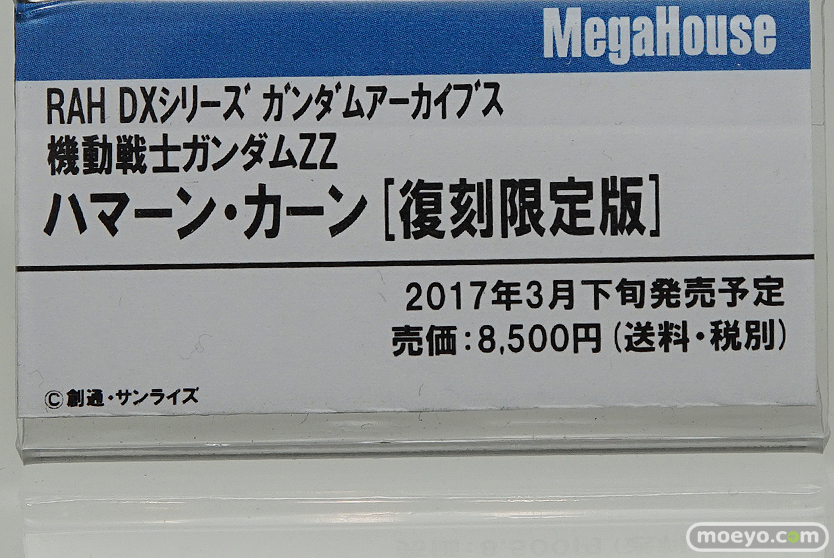 MegaHouse
RAH DXシリーズ ガンダムアーカイブス
機動戦士ガンダムZZ
ハマーン・カーン[復刻限定版]
2017年3月下旬発売予定
売価:8,500円(送料・税別)
©創通・サンライズ
moeyo.com